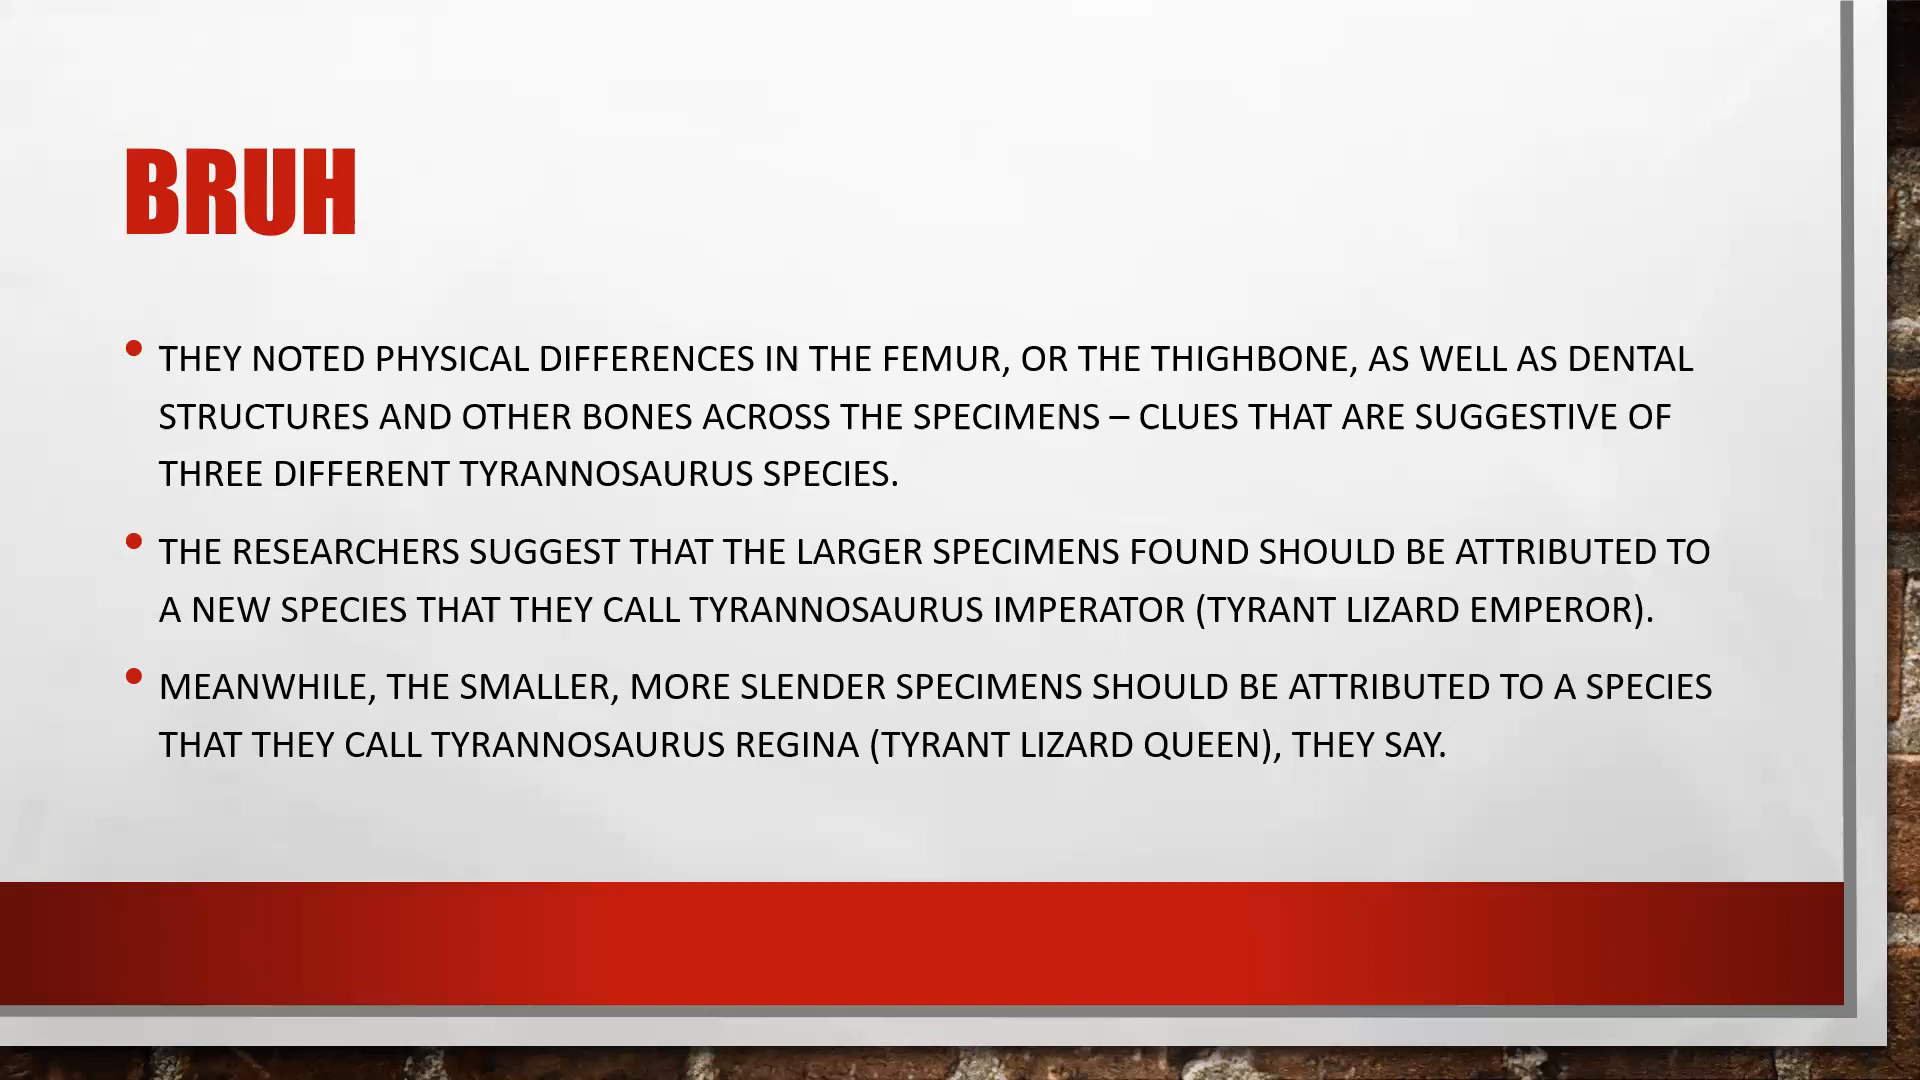 BRUH
• THEY NOTED PHYSICAL DIFFERENCES IN THE FEMUR, OR THE THIGHBONE, AS WELL AS DENTAL
STRUCTURES AND OTHER BONES ACROSS THE SPECIMENS – CLUES THAT ARE SUGGESTIVE OF
THREE DIFFERENT TYRANNOSAURUS SPECIES.
• THE RESEARCHERS SUGGEST THAT THE LARGER SPECIMENS FOUND SHOULD BE ATTRIBUTED TO
A NEW SPECIES THAT THEY CALL TYRANNOSAURUS IMPERATOR (TYRANT LIZARD EMPEROR).
• MEANWHILE, THE SMALLER, MORE SLENDER SPECIMENS SHOULD BE ATTRIBUTED TO A SPECIES
THAT THEY CALL TYRANNOSAURUS REGINA (TYRANT LIZARD QUEEN), THEY SAY.